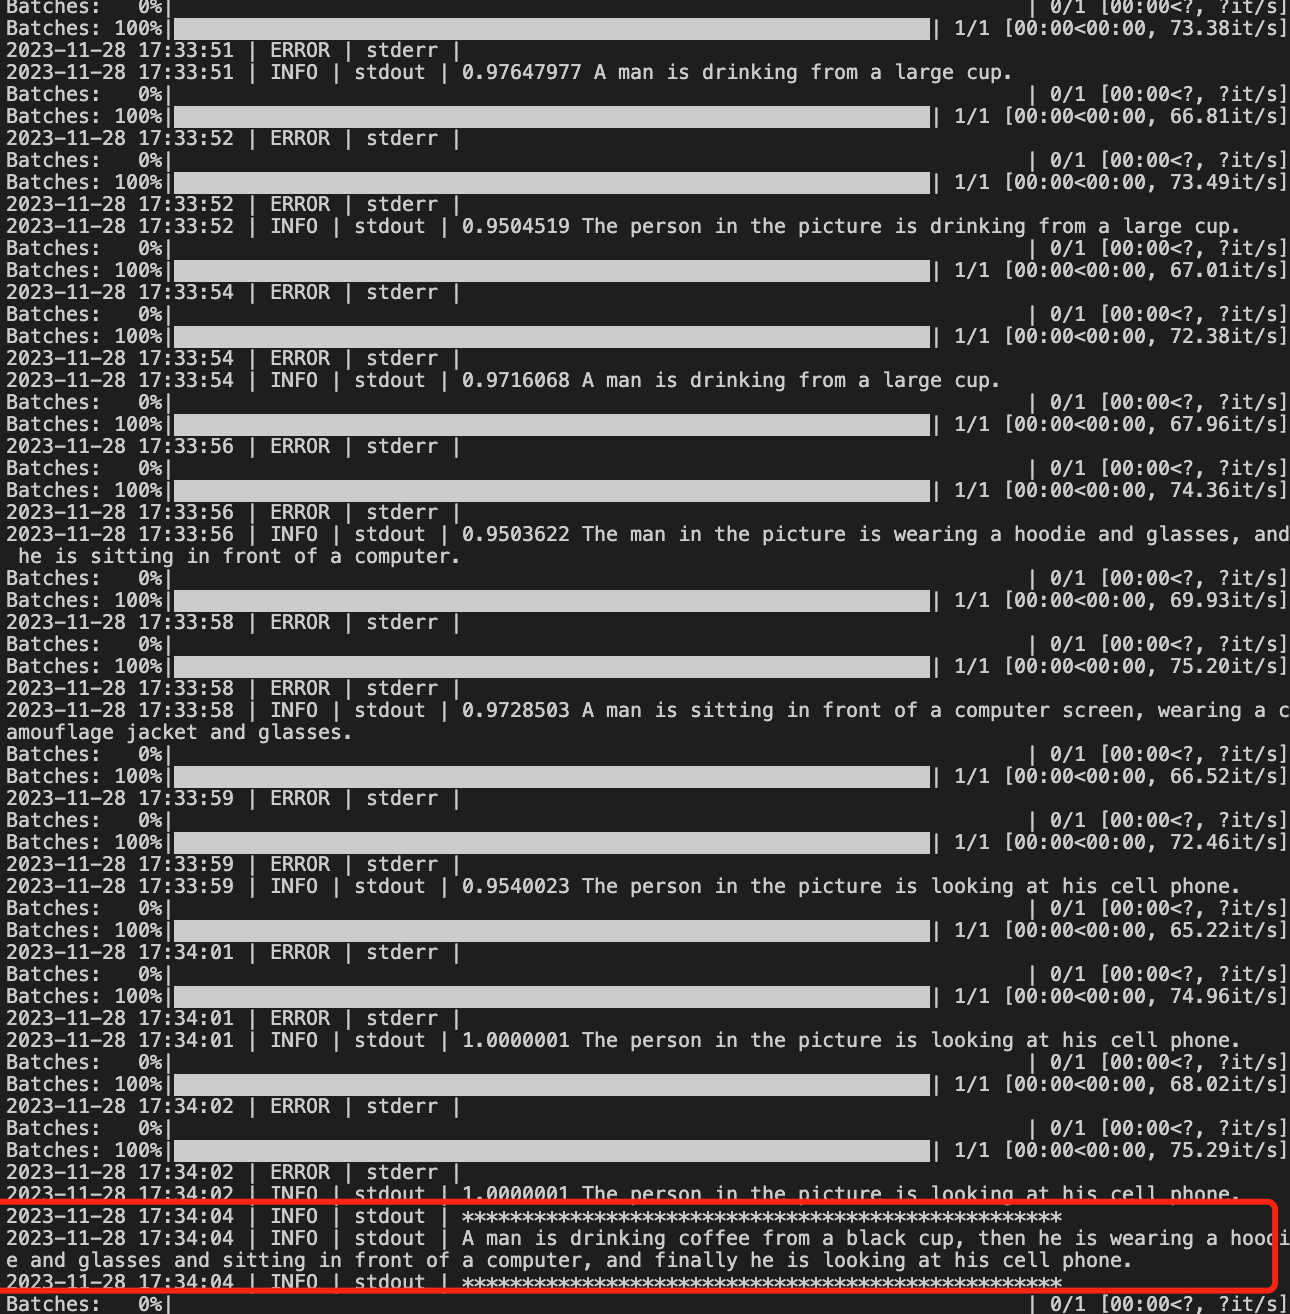 Batches:   0%|          | 0/1 [00:00<?, ?it/s]
Batches: 100%|██████████| 1/1 [00:00<00:00, 73.38it/s]
2023-11-28 17:33:51 | ERROR | stderr |
2023-11-28 17:33:51 | INFO | stdout | 0.97647977 A man is drinking from a large cup.
Batches:   0%|          | 0/1 [00:00<?, ?it/s]
Batches: 100%|██████████| 1/1 [00:00<00:00, 66.81it/s]
2023-11-28 17:33:52 | ERROR | stderr |
Batches:   0%|          | 0/1 [00:00<?, ?it/s]
Batches: 100%|██████████| 1/1 [00:00<00:00, 73.49it/s]
2023-11-28 17:33:52 | ERROR | stderr |
2023-11-28 17:33:52 | INFO | stdout | 0.9504519 The person in the picture is drinking from a large cup.
Batches:   0%|          | 0/1 [00:00<?, ?it/s]
Batches: 100%|██████████| 1/1 [00:00<00:00, 67.01it/s]
2023-11-28 17:33:54 | ERROR | stderr |
Batches:   0%|          | 0/1 [00:00<?, ?it/s]
Batches: 100%|██████████| 1/1 [00:00<00:00, 72.38it/s]
2023-11-28 17:33:54 | ERROR | stderr |
2023-11-28 17:33:54 | INFO | stdout | 0.9716068 A man is drinking from a large cup.
Batches:   0%|          | 0/1 [00:00<?, ?it/s]
Batches: 100%|██████████| 1/1 [00:00<00:00, 67.96it/s]
2023-11-28 17:33:56 | ERROR | stderr |
Batches:   0%|          | 0/1 [00:00<?, ?it/s]
Batches: 100%|██████████| 1/1 [00:00<00:00, 74.36it/s]
2023-11-28 17:33:56 | ERROR | stderr |
2023-11-28 17:33:56 | INFO | stdout | 0.9503622 The man in the picture is wearing a hoodie and glasses, and
 he is sitting in front of a computer.
Batches:   0%|          | 0/1 [00:00<?, ?it/s]
Batches: 100%|██████████| 1/1 [00:00<00:00, 69.93it/s]
2023-11-28 17:33:58 | ERROR | stderr |
Batches:   0%|          | 0/1 [00:00<?, ?it/s]
Batches: 100%|██████████| 1/1 [00:00<00:00, 75.20it/s]
2023-11-28 17:33:58 | ERROR | stderr |
2023-11-28 17:33:58 | INFO | stdout | 0.9728503 A man is sitting in front of a computer screen, wearing a c
amouflage jacket and glasses.
Batches:   0%|          | 0/1 [00:00<?, ?it/s]
Batches: 100%|██████████| 1/1 [00:00<00:00, 66.52it/s]
2023-11-28 17:33:59 | ERROR | stderr |
Batches:   0%|          | 0/1 [00:00<?, ?it/s]
Batches: 100%|██████████| 1/1 [00:00<00:00, 72.46it/s]
2023-11-28 17:33:59 | ERROR | stderr |
2023-11-28 17:33:59 | INFO | stdout | 0.9540023 The person in the picture is looking at his cell phone.
Batches:   0%|          | 0/1 [00:00<?, ?it/s]
Batches: 100%|██████████| 1/1 [00:00<00:00, 65.22it/s]
2023-11-28 17:34:01 | ERROR | stderr |
Batches:   0%|          | 0/1 [00:00<?, ?it/s]
Batches: 100%|██████████| 1/1 [00:00<00:00, 74.96it/s]
2023-11-28 17:34:01 | ERROR | stderr |
2023-11-28 17:34:01 | INFO | stdout | 1.0000001 The person in the picture is looking at his cell phone.
Batches:   0%|          | 0/1 [00:00<?, ?it/s]
Batches: 100%|██████████| 1/1 [00:00<00:00, 68.02it/s]
2023-11-28 17:34:02 | ERROR | stderr |
Batches:   0%|          | 0/1 [00:00<?, ?it/s]
Batches: 100%|██████████| 1/1 [00:00<00:00, 75.29it/s]
2023-11-28 17:34:02 | ERROR | stderr |
2023-11-28 17:34:02 | INFO | stdout | 1.0000001 The person in the picture is looking at his cell phone.
2023-11-28 17:34:04 | INFO | stdout | **************************************************
2023-11-28 17:34:04 | INFO | stdout | A man is drinking coffee from a black cup, then he is wearing a hoodi
e and glasses and sitting in front of a computer, and finally he is looking at his cell phone.
2023-11-28 17:34:04 | INFO | stdout | **************************************************
Batches:   0%|          | 0/1 [00:00<?, ?it/s]